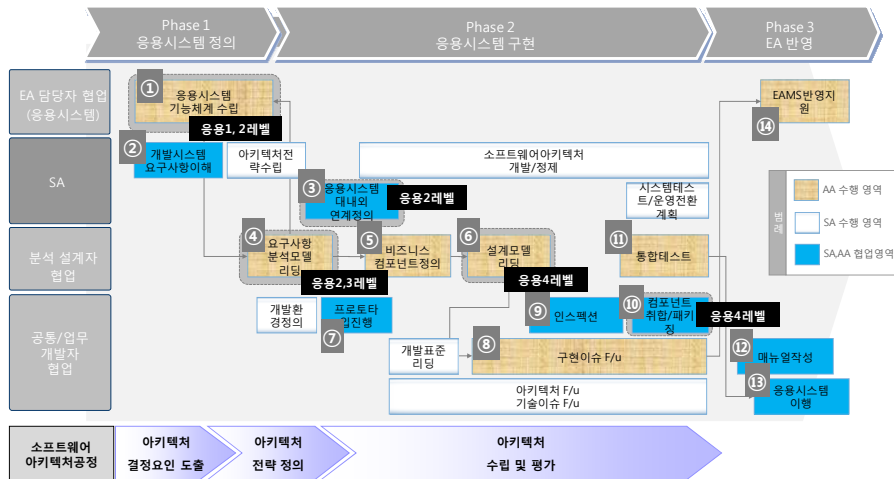 Phase 1
응용시스템 정의
Phase 2
응용시스템 구현
Phase 3
EA 반영
EA 담당자 협업
(응용시스템)
①
응용시스템
기능체계 수립
응용1, 2레벨
EAMS반영지
원
⑭
SA
②
개발시스템
요구사항이해
아키텍처전
략수립
소프트웨어아키텍처
개발/정제
③
응용시스템
대내외
연계정의
응용2레벨
시스템테스
트/운영전환
계획
범례
AA 수행 영역
SA 수행 영역
SA,AA 협업영역
분석 설계자
협업
④
요구사항
분석모델
리딩
응용2,3레벨
⑤
비즈니스
컴포넌트정의
⑥
설계모델
리딩
응용4레벨
⑪
통합테스트
공통/업무
개발자
협업
개발환
경정의
프로토타
입진행
⑦
⑨
인스펙션
⑩
컴포넌트
취합/패키
징
응용4레벨
개발표준
리딩
⑧
구현이슈 F/u
⑫
매뉴얼작성
아키텍처 F/u
기술이슈 F/u
⑬
응용시스템
이행
소프트웨어
아키텍처공정
아키텍처
결정요인 도출
아키텍처
전략 정의
아키텍처
수립 및 평가